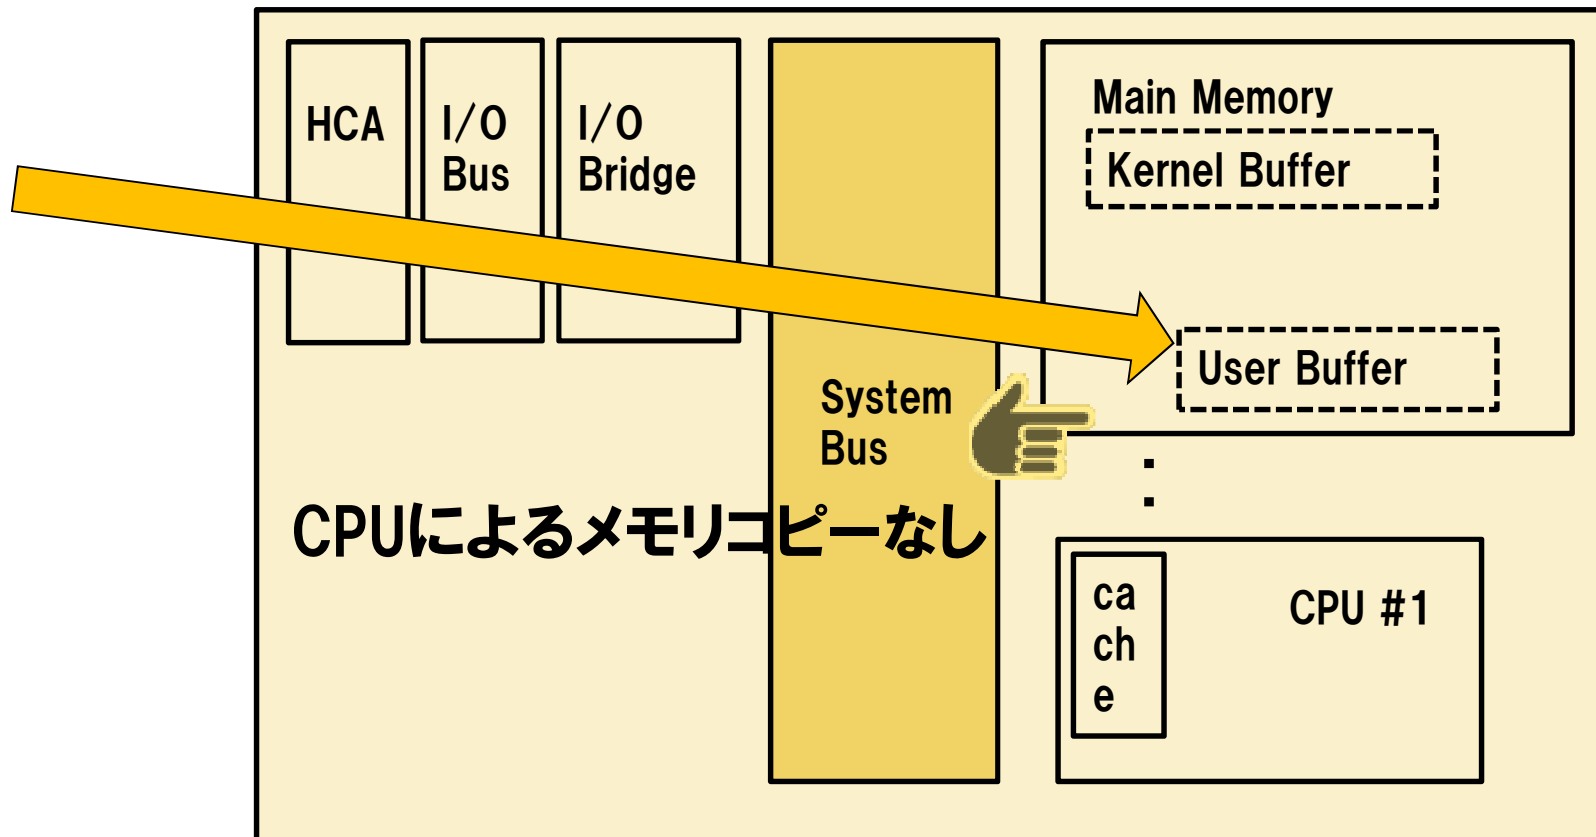 HCA
I/O
Bus
I/O
Bridge
System
Bus
Main Memory
Kernel Buffer
User Buffer
:
CPUによるメモリコピーなし
ca
ch
e
CPU #1